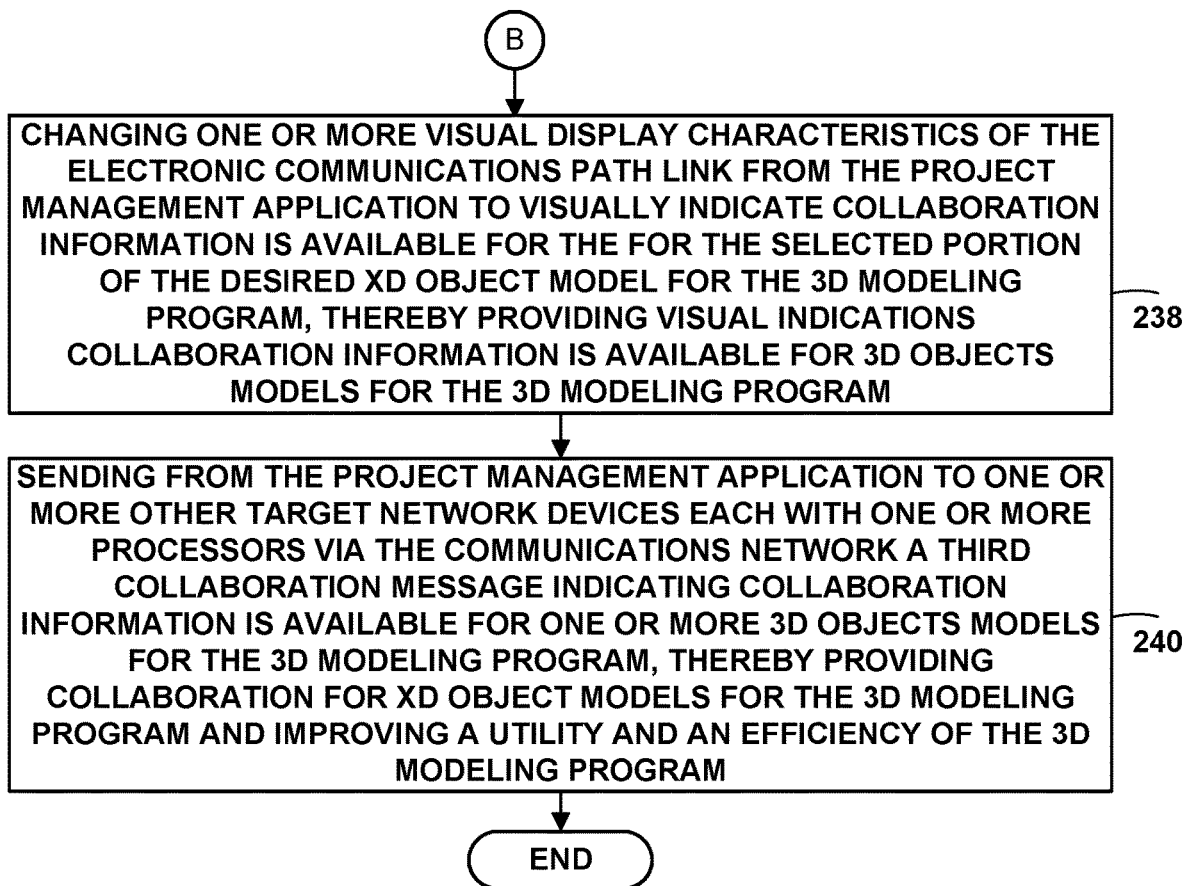 B
CHANGING ONE OR MORE VISUAL DISPLAY CHARACTERISTICS OF THE
ELECTRONIC COMMUNICATIONS PATH LINK FROM THE PROJECT
MANAGEMENT APPLICATION TO VISUALLY INDICATE COLLABORATION
INFORMATION IS AVAILABLE FOR THE FOR THE SELECTED PORTION
OF THE DESIRED XD OBJECT MODEL FOR THE 3D MODELING
PROGRAM, THEREBY PROVIDING VISUAL INDICATIONS
COLLABORATION INFORMATION IS AVAILABLE FOR 3D OBJECTS
MODELS FOR THE 3D MODELING PROGRAM
238
SENDING FROM THE PROJECT MANAGEMENT APPLICATION TO ONE OR
MORE OTHER TARGET NETWORK DEVICES EACH WITH ONE OR MORE
PROCESSORS VIA THE COMMUNICATIONS NETWORK A THIRD
COLLABORATION MESSAGE INDICATING COLLABORATION
INFORMATION IS AVAILABLE FOR ONE OR MORE 3D OBJECTS MODELS
FOR THE 3D MODELING PROGRAM, THEREBY PROVIDING
COLLABORATION FOR XD OBJECT MODELS FOR THE 3D MODELING
PROGRAM AND IMPROVING A UTILITY AND AN EFFICIENCY OF THE 3D
MODELING PROGRAM
240
END